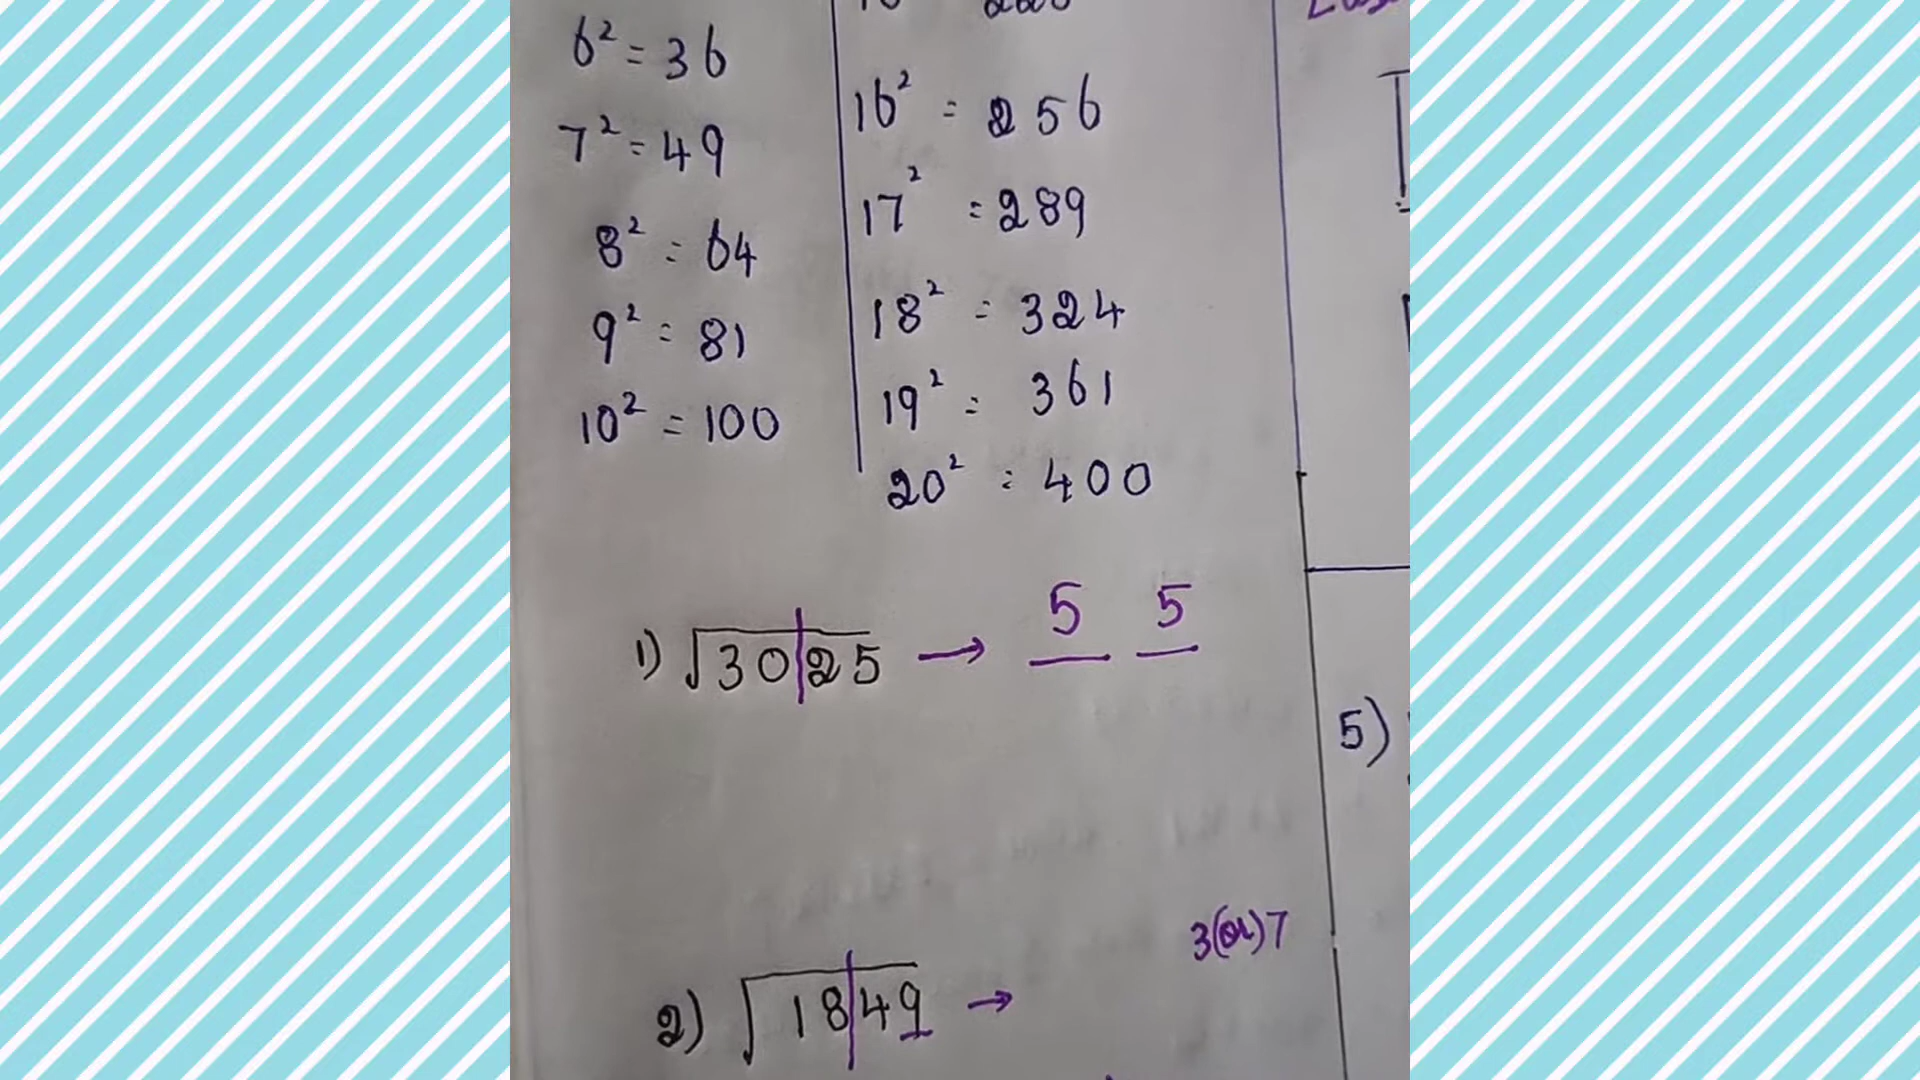 6² = 36
7² = 49
8² = 64
9² = 81
10² = 100
16² = 256
17² = 289
18² = 324
19² = 361
20² = 400
1) √30|25 → 5 5
2) √18|49 → 3 (or) 7
5)